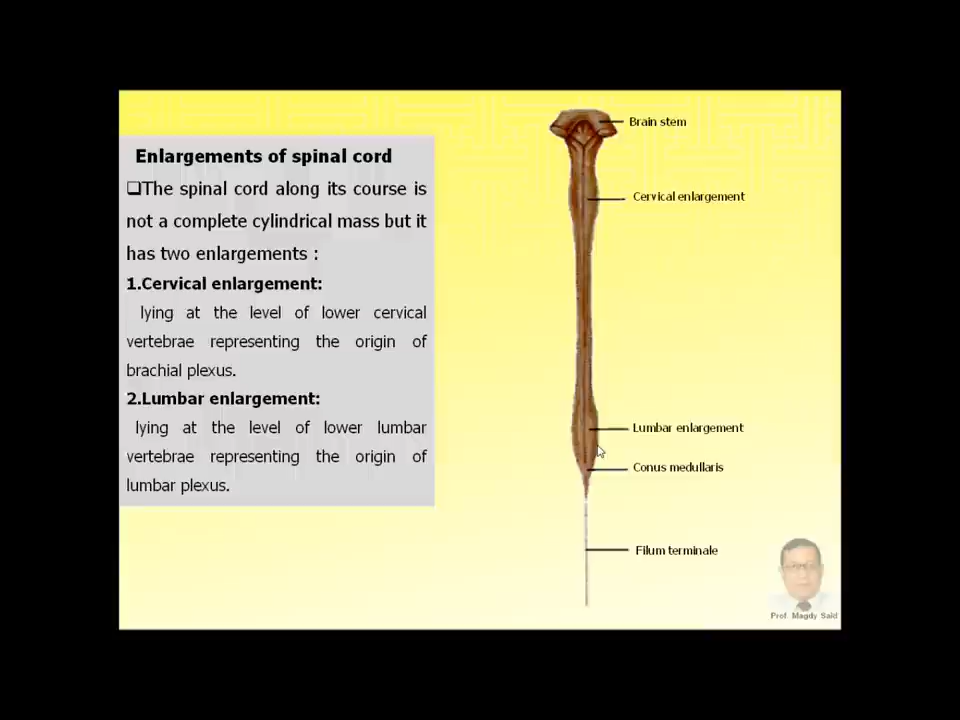 Enlargements of spinal cord
❑The spinal cord along its course is
not a complete cylindrical mass but it
has two enlargements :
1.Cervical enlargement:
lying at the level of lower cervical
vertebrae representing the origin of
brachial plexus.
2.Lumbar enlargement:
lying at the level of lower lumbar
vertebrae representing the origin of
lumbar plexus.
Brain stem
Cervical enlargement
Lumbar enlargement
Conus medullaris
Filum terminale
Prof. Magdy Said